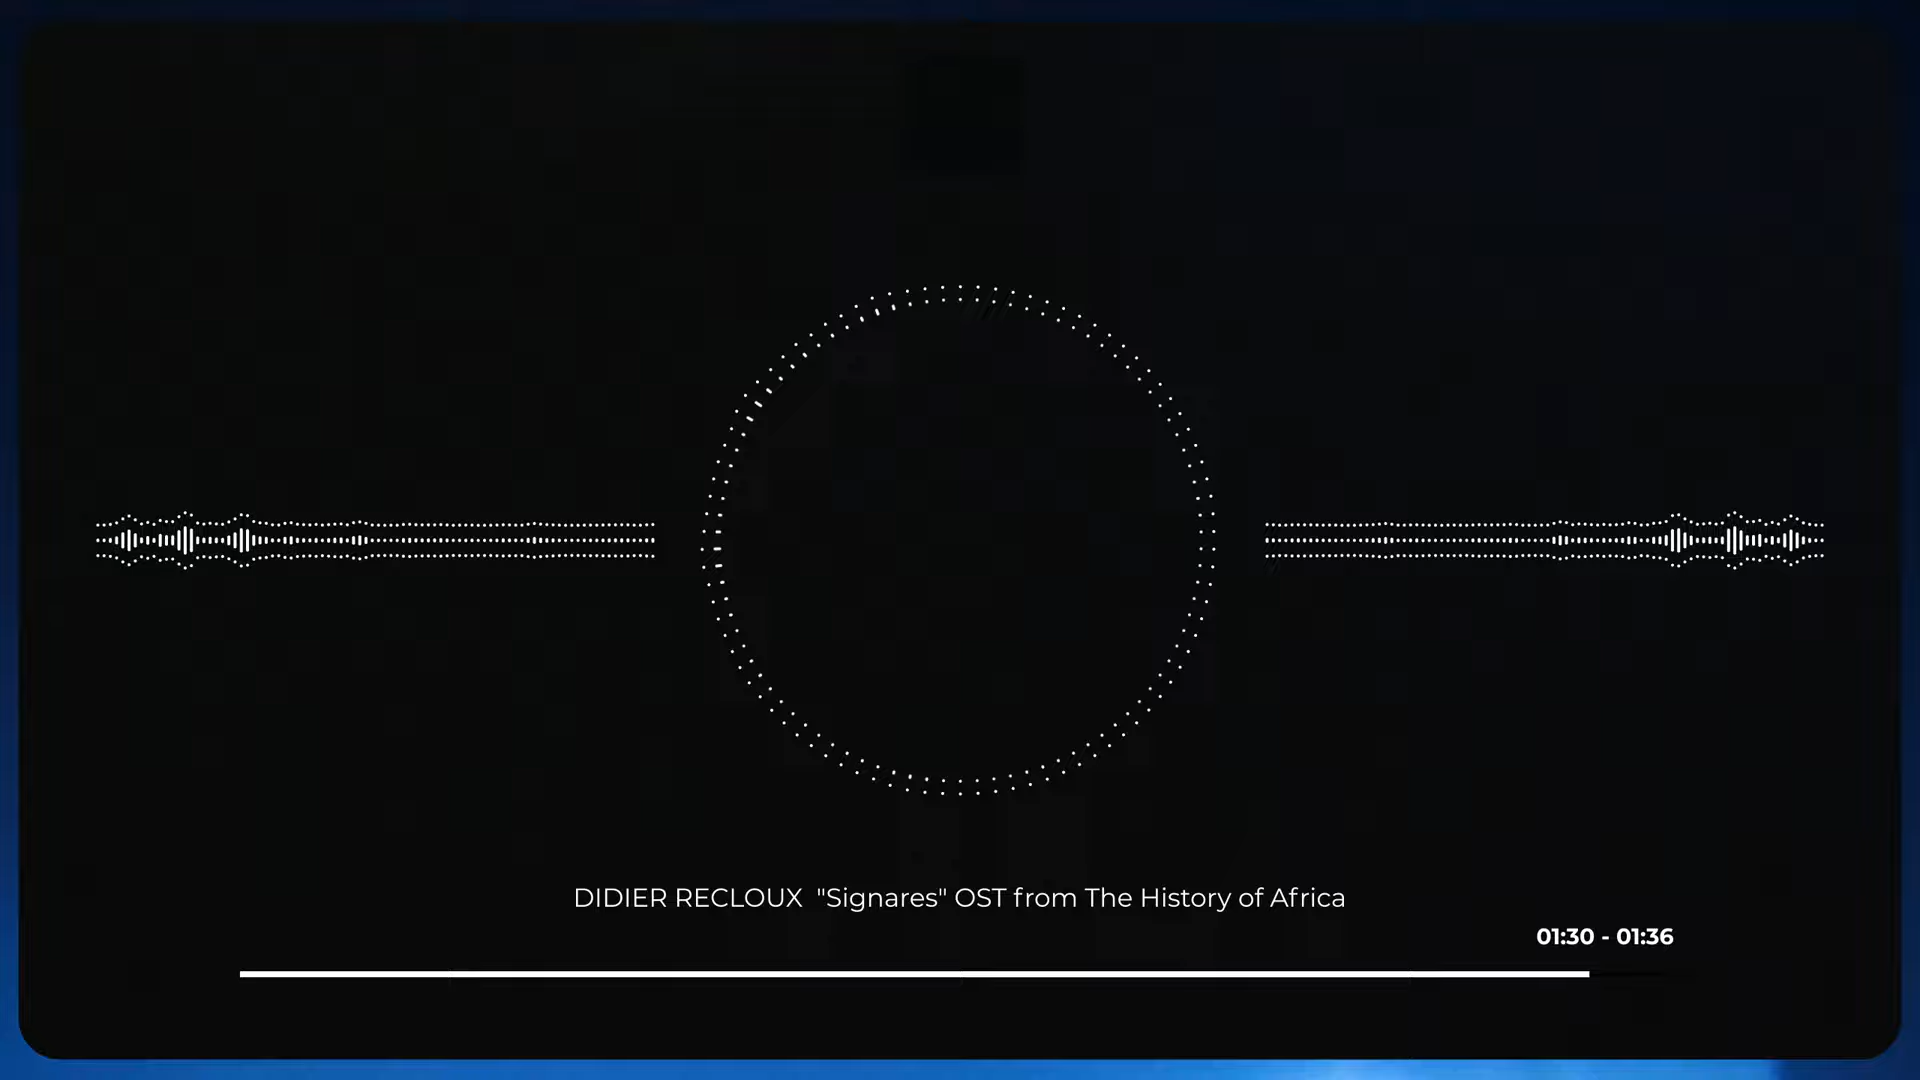 DIDIER RECLOUX  "Signares" OST from The History of Africa
01:30 - 01:36